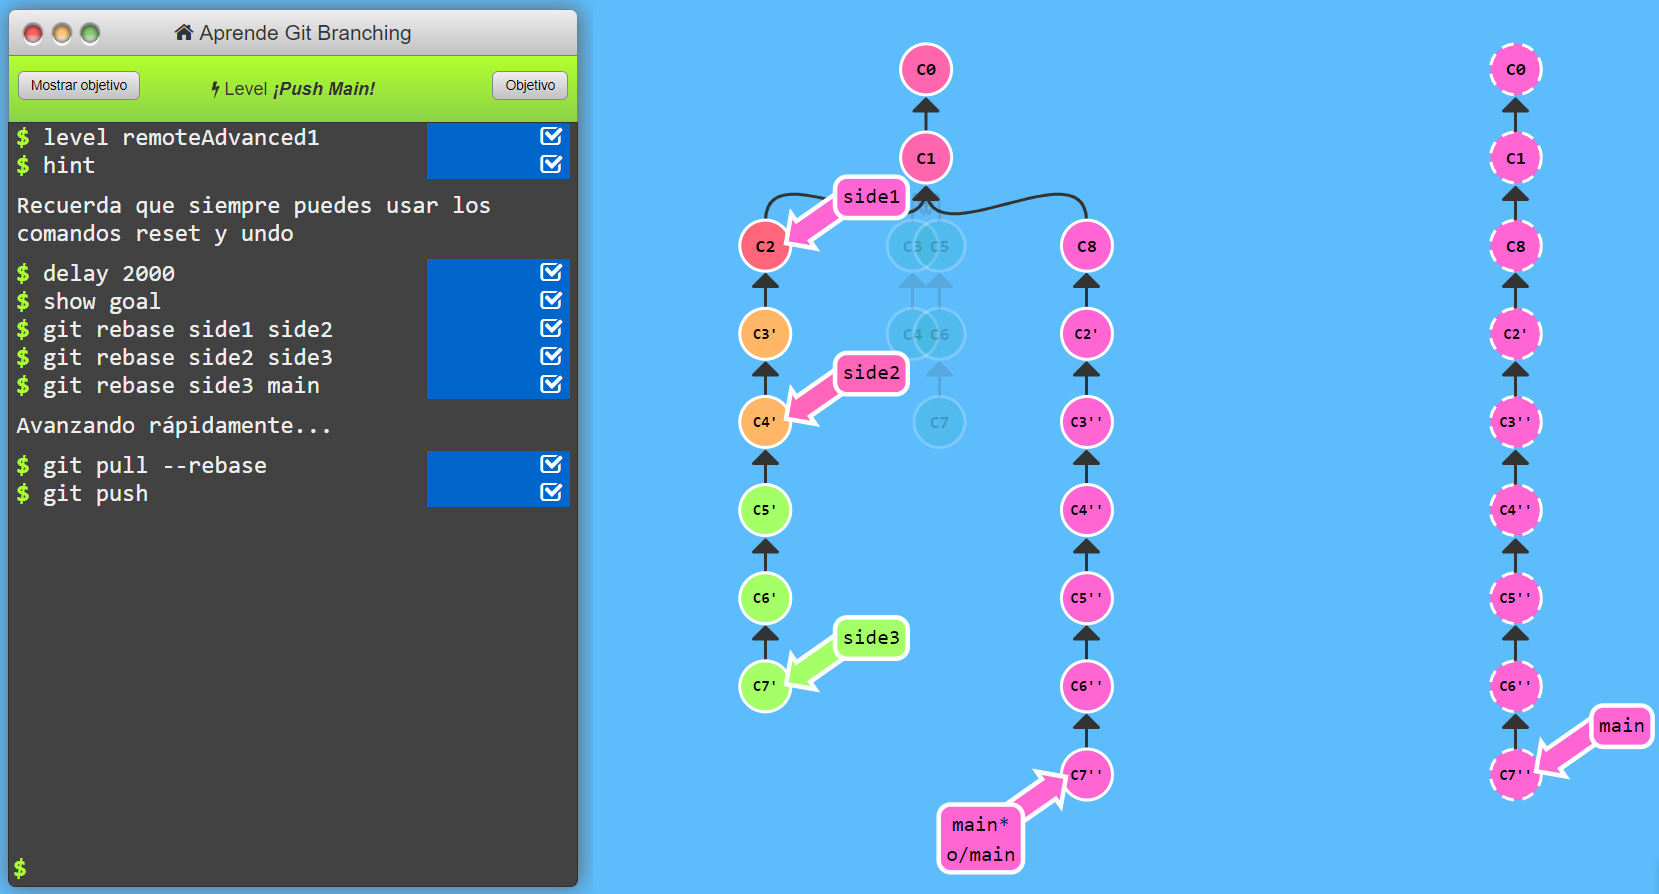 Aprende Git Branching
Mostrar objetivo
Level ¡Push Main!
Objetivo
$ level remoteAdvanced1
$ hint
Recuerda que siempre puedes usar los
comandos reset y undo
$ delay 2000
$ show goal
$ git rebase side1 side2
$ git rebase side2 side3
$ git rebase side3 main
Avanzando rápidamente...
$ git pull --rebase
$ git push
$
C0
C1
side1
C2
C3
C5
C8
C3'
C4
C6
C2'
side2
C4'
C7
C3''
C5'
C4''
C6'
C5''
side3
C7'
C6''
C7''
main*
o/main
C0
C1
C8
C2'
C3''
C4''
C5''
C6''
main
C7''